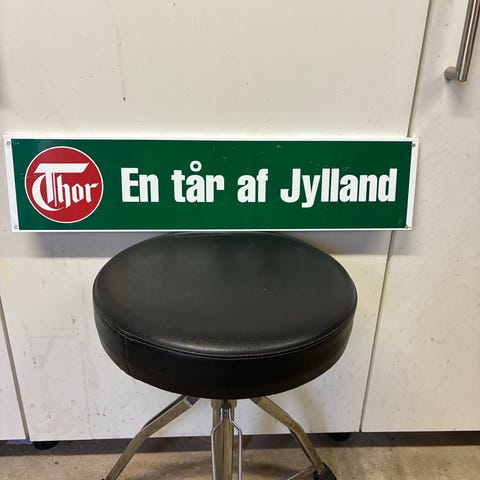 Thor
En tår af Jylland